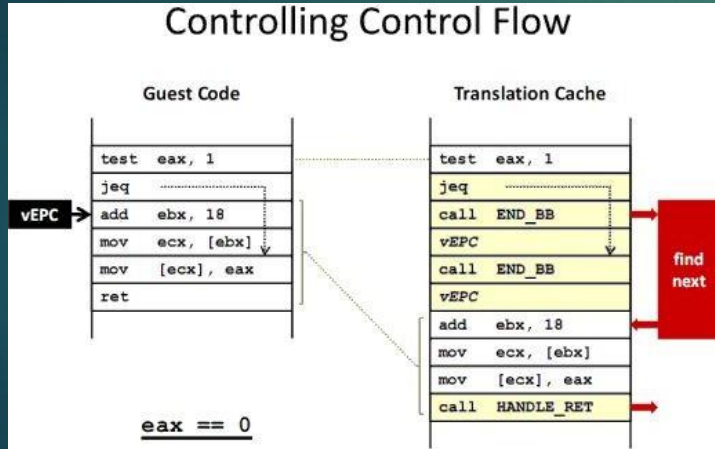 Controlling Control Flow
Guest Code
test eax, 1
jeq
vEPC
add ebx, 18
mov ecx, [ebx]
mov [ecx], eax
ret
eax == 0
Translation Cache
test eax, 1
jeq
call END_BB
vEPC
call END_BB
vEPC
add ebx, 18
mov ecx, [ebx]
mov [ecx], eax
call HANDLE_RET
find
next